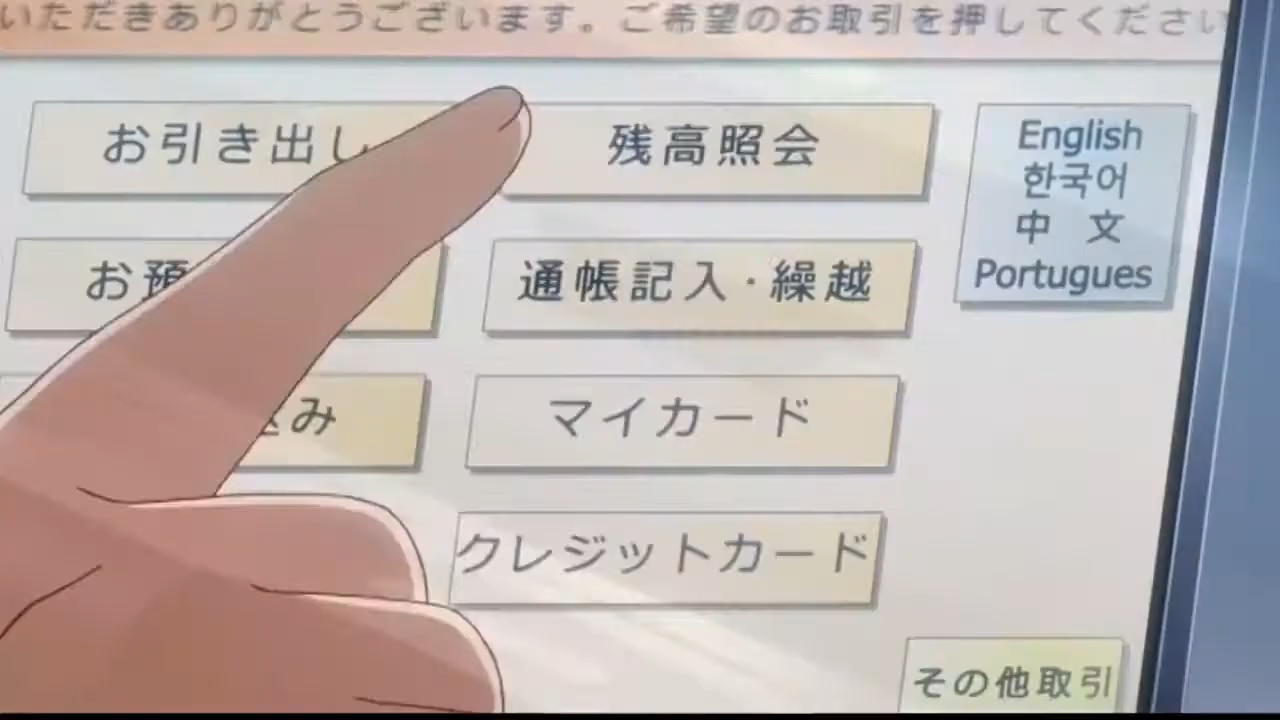 いただきありがとうございます。ご希望のお取引を押してください
お引き出し
残高照会
English
한국어
中 文
Portugues
お預
通帳記入・繰越
み
マイカード
クレジットカード
その他取引